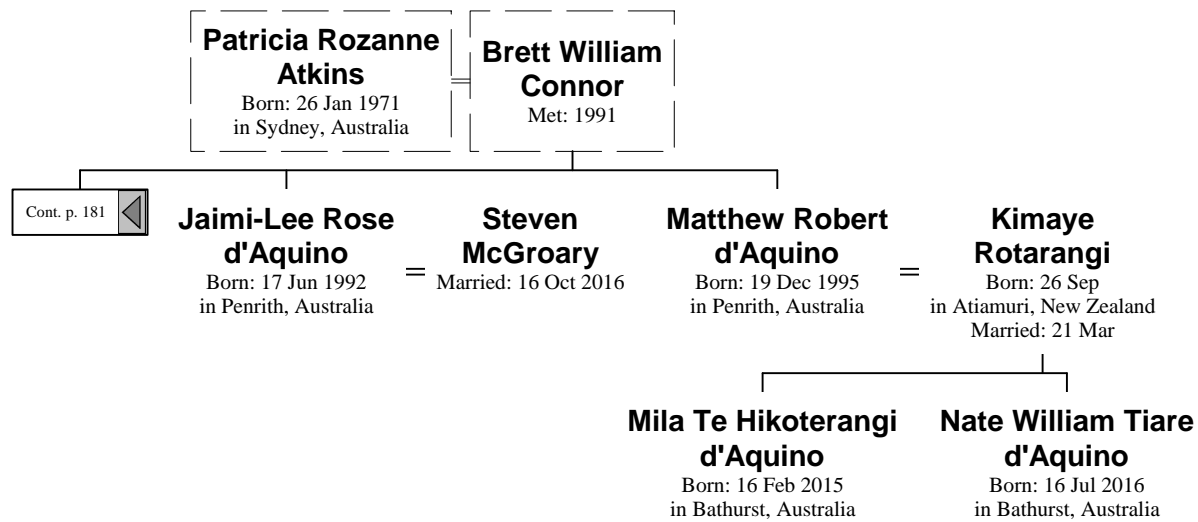 Patricia Rozanne
Atkins
Born: 26 Jan 1971
in Sydney, Australia
Brett William
Connor
Met: 1991
Cont. p. 181
Jaimi-Lee Rose
d'Aquino
Born: 17 Jun 1992
in Penrith, Australia
Steven
McGroary
Married: 16 Oct 2016
Matthew Robert
d'Aquino
Born: 19 Dec 1995
in Penrith, Australia
Kimaye
Rotarangi
Born: 26 Sep
in Atiamuri, New Zealand
Married: 21 Mar
Mila Te Hikoterangi
d'Aquino
Born: 16 Feb 2015
in Bathurst, Australia
Nate William Tiare
d'Aquino
Born: 16 Jul 2016
in Bathurst, Australia